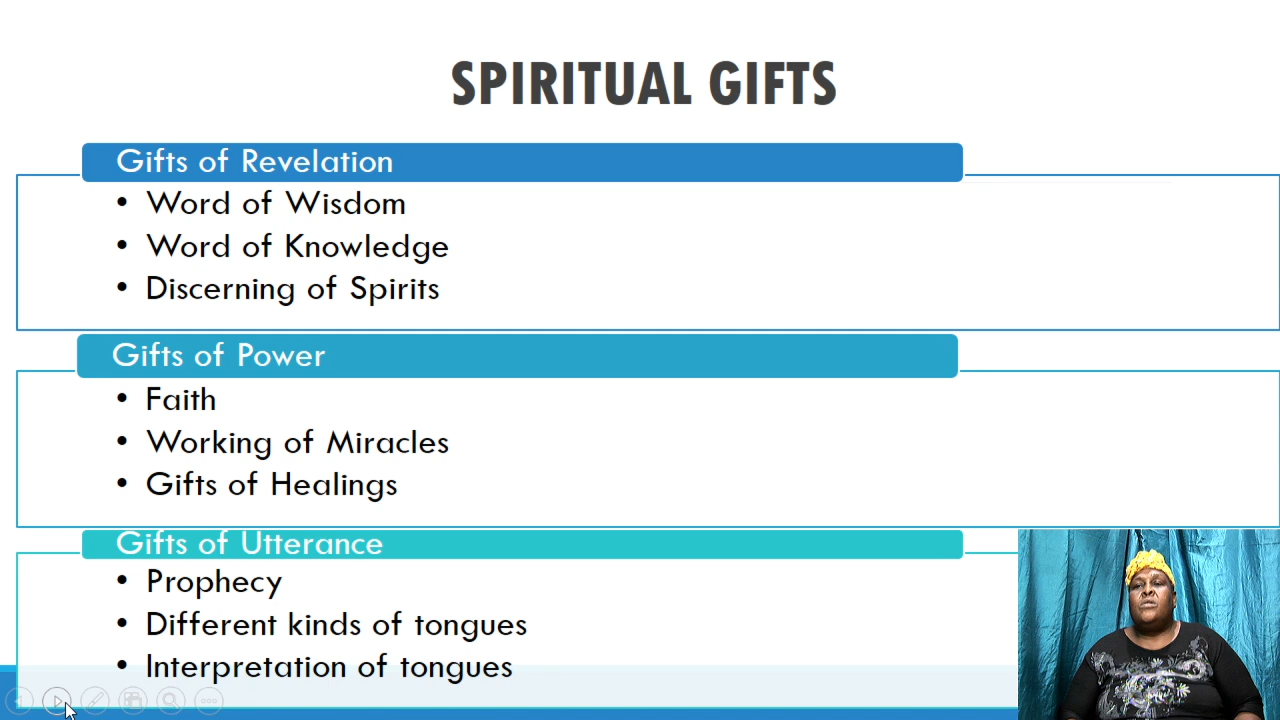 SPIRITUAL GIFTS
Gifts of Revelation
• Word of Wisdom
• Word of Knowledge
• Discerning of Spirits
Gifts of Power
• Faith
• Working of Miracles
• Gifts of Healings
Gifts of Utterance
• Prophecy
• Different kinds of tongues
• Interpretation of tongues